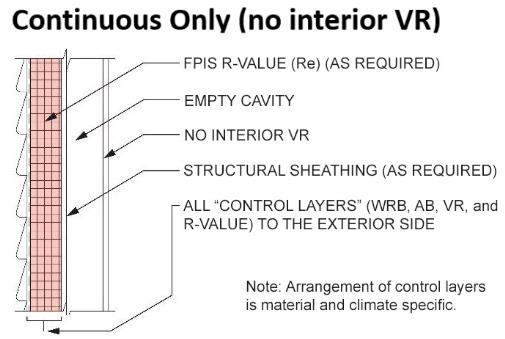 Continuous Only (no interior VR)
FPIS R-VALUE (Re) (AS REQUIRED)
EMPTY CAVITY
NO INTERIOR VR
STRUCTURAL SHEATHING (AS REQUIRED)
ALL “CONTROL LAYERS” (WRB, AB, VR, and
R-VALUE) TO THE EXTERIOR SIDE
Note: Arrangement of control layers
is material and climate specific.